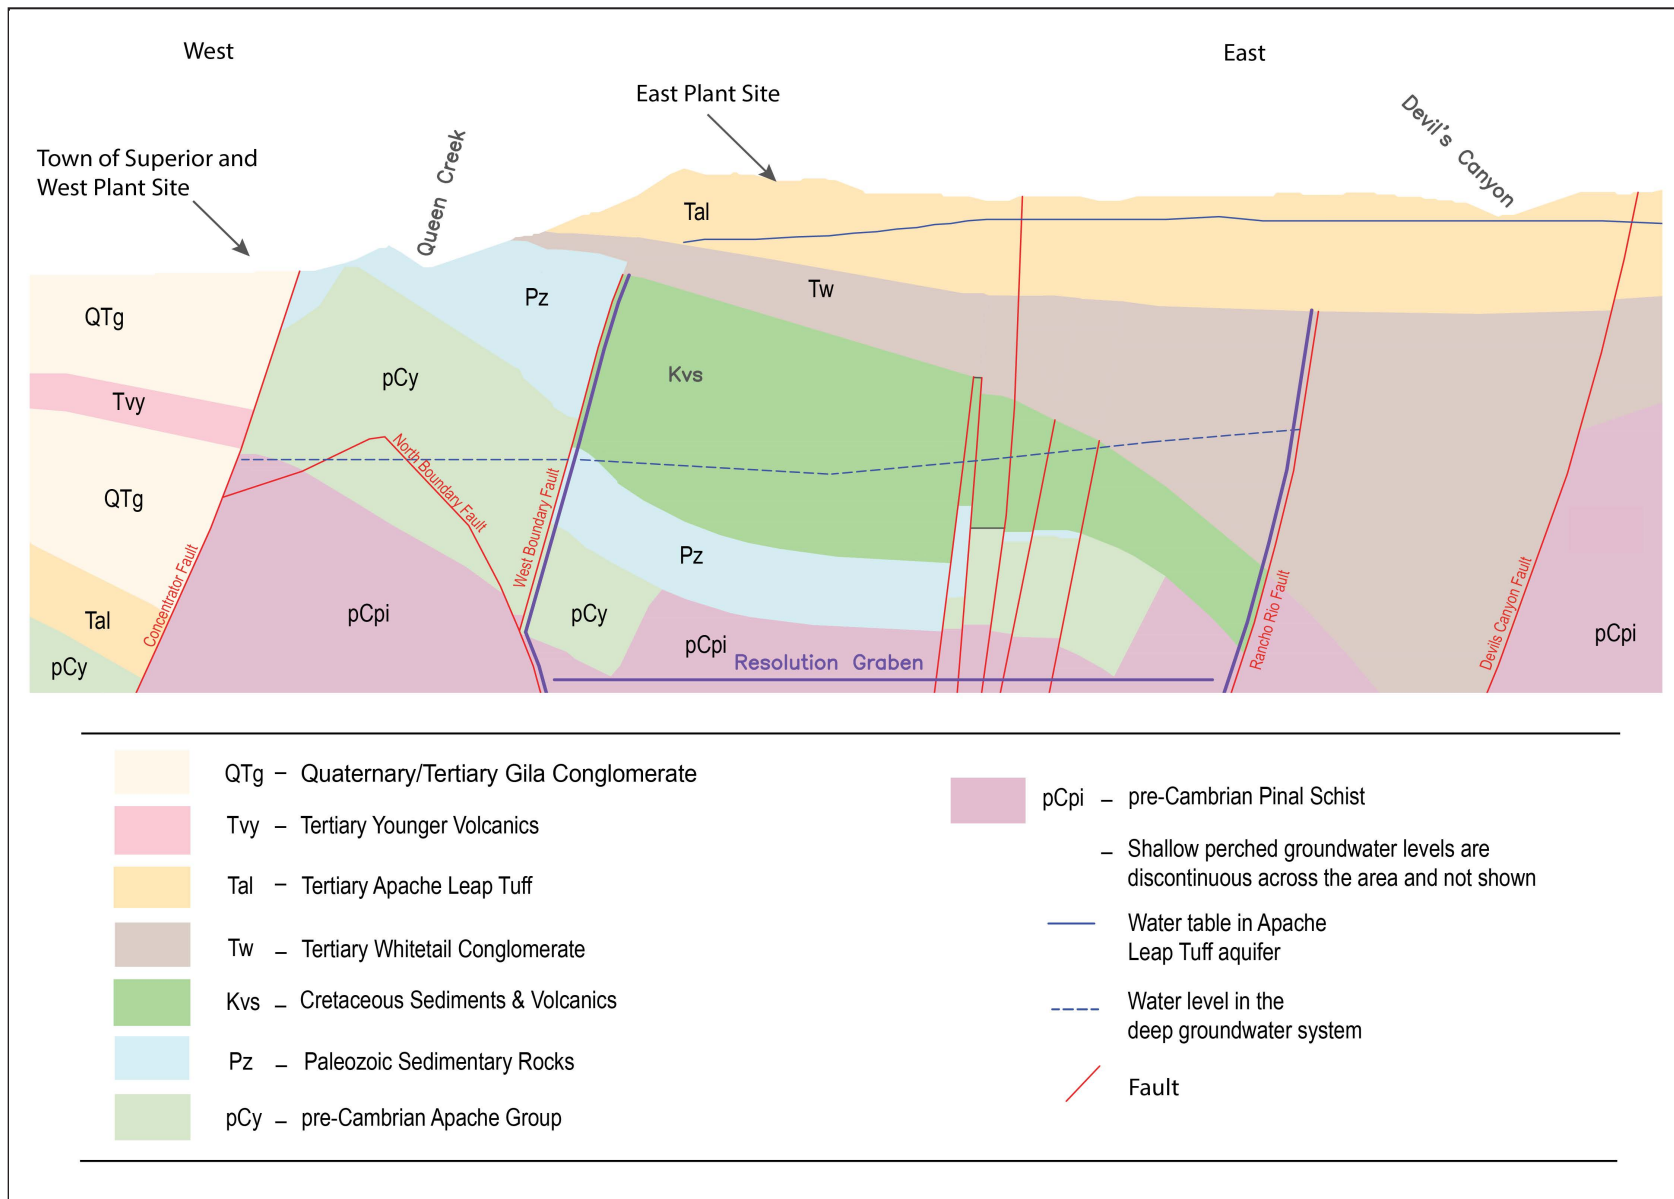 West
East
East Plant Site
Queen Creek
Devil's Canyon
Town of Superior and
West Plant Site
Tal
Tw
QTg
Pz
Kvs
pCy
Tvy
North Boundary Fault
QTg
West Boundary Fault
Pz
Concentrator Fault
Tal
pCpi
pCy
pCpi
Rancho Rio Fault
Devils Canyon Fault
pCpi
pCy
Resolution Graben
QTg – Quaternary/Tertiary Gila Conglomerate
Tvy – Tertiary Younger Volcanics
Tal – Tertiary Apache Leap Tuff
Tw – Tertiary Whitetail Conglomerate
Kvs – Cretaceous Sediments & Volcanics
Pz – Paleozoic Sedimentary Rocks
pCy – pre-Cambrian Apache Group
pCpi – pre-Cambrian Pinal Schist
– Shallow perched groundwater levels are
discontinuous across the area and not shown
Water table in Apache
Leap Tuff aquifer
Water level in the
deep groundwater system
Fault